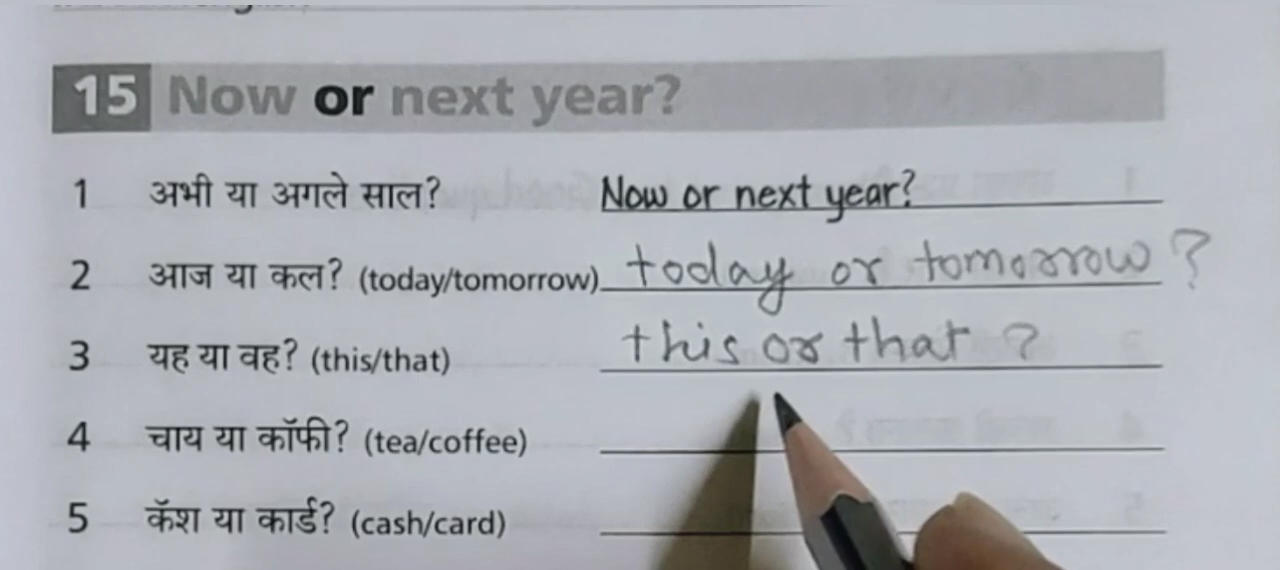 15 Now or next year?
1 अभी या अगले साल? Now or next year?
2 आज या कल? (today/tomorrow) today or tomorrow ?
3 यह या वह? (this/that) this or that ?
4 चाय या कॉफी? (tea/coffee)
5 कॅश या कार्ड? (cash/card)